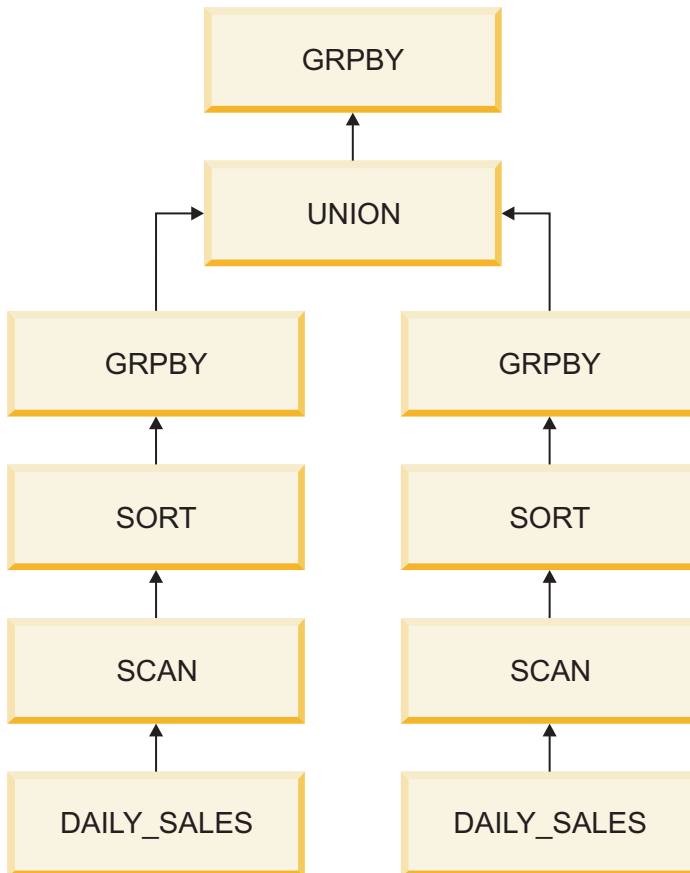 GRPBY
UNION
GRPBY
GRPBY
SORT
SORT
SCAN
SCAN
DAILY_SALES
DAILY_SALES